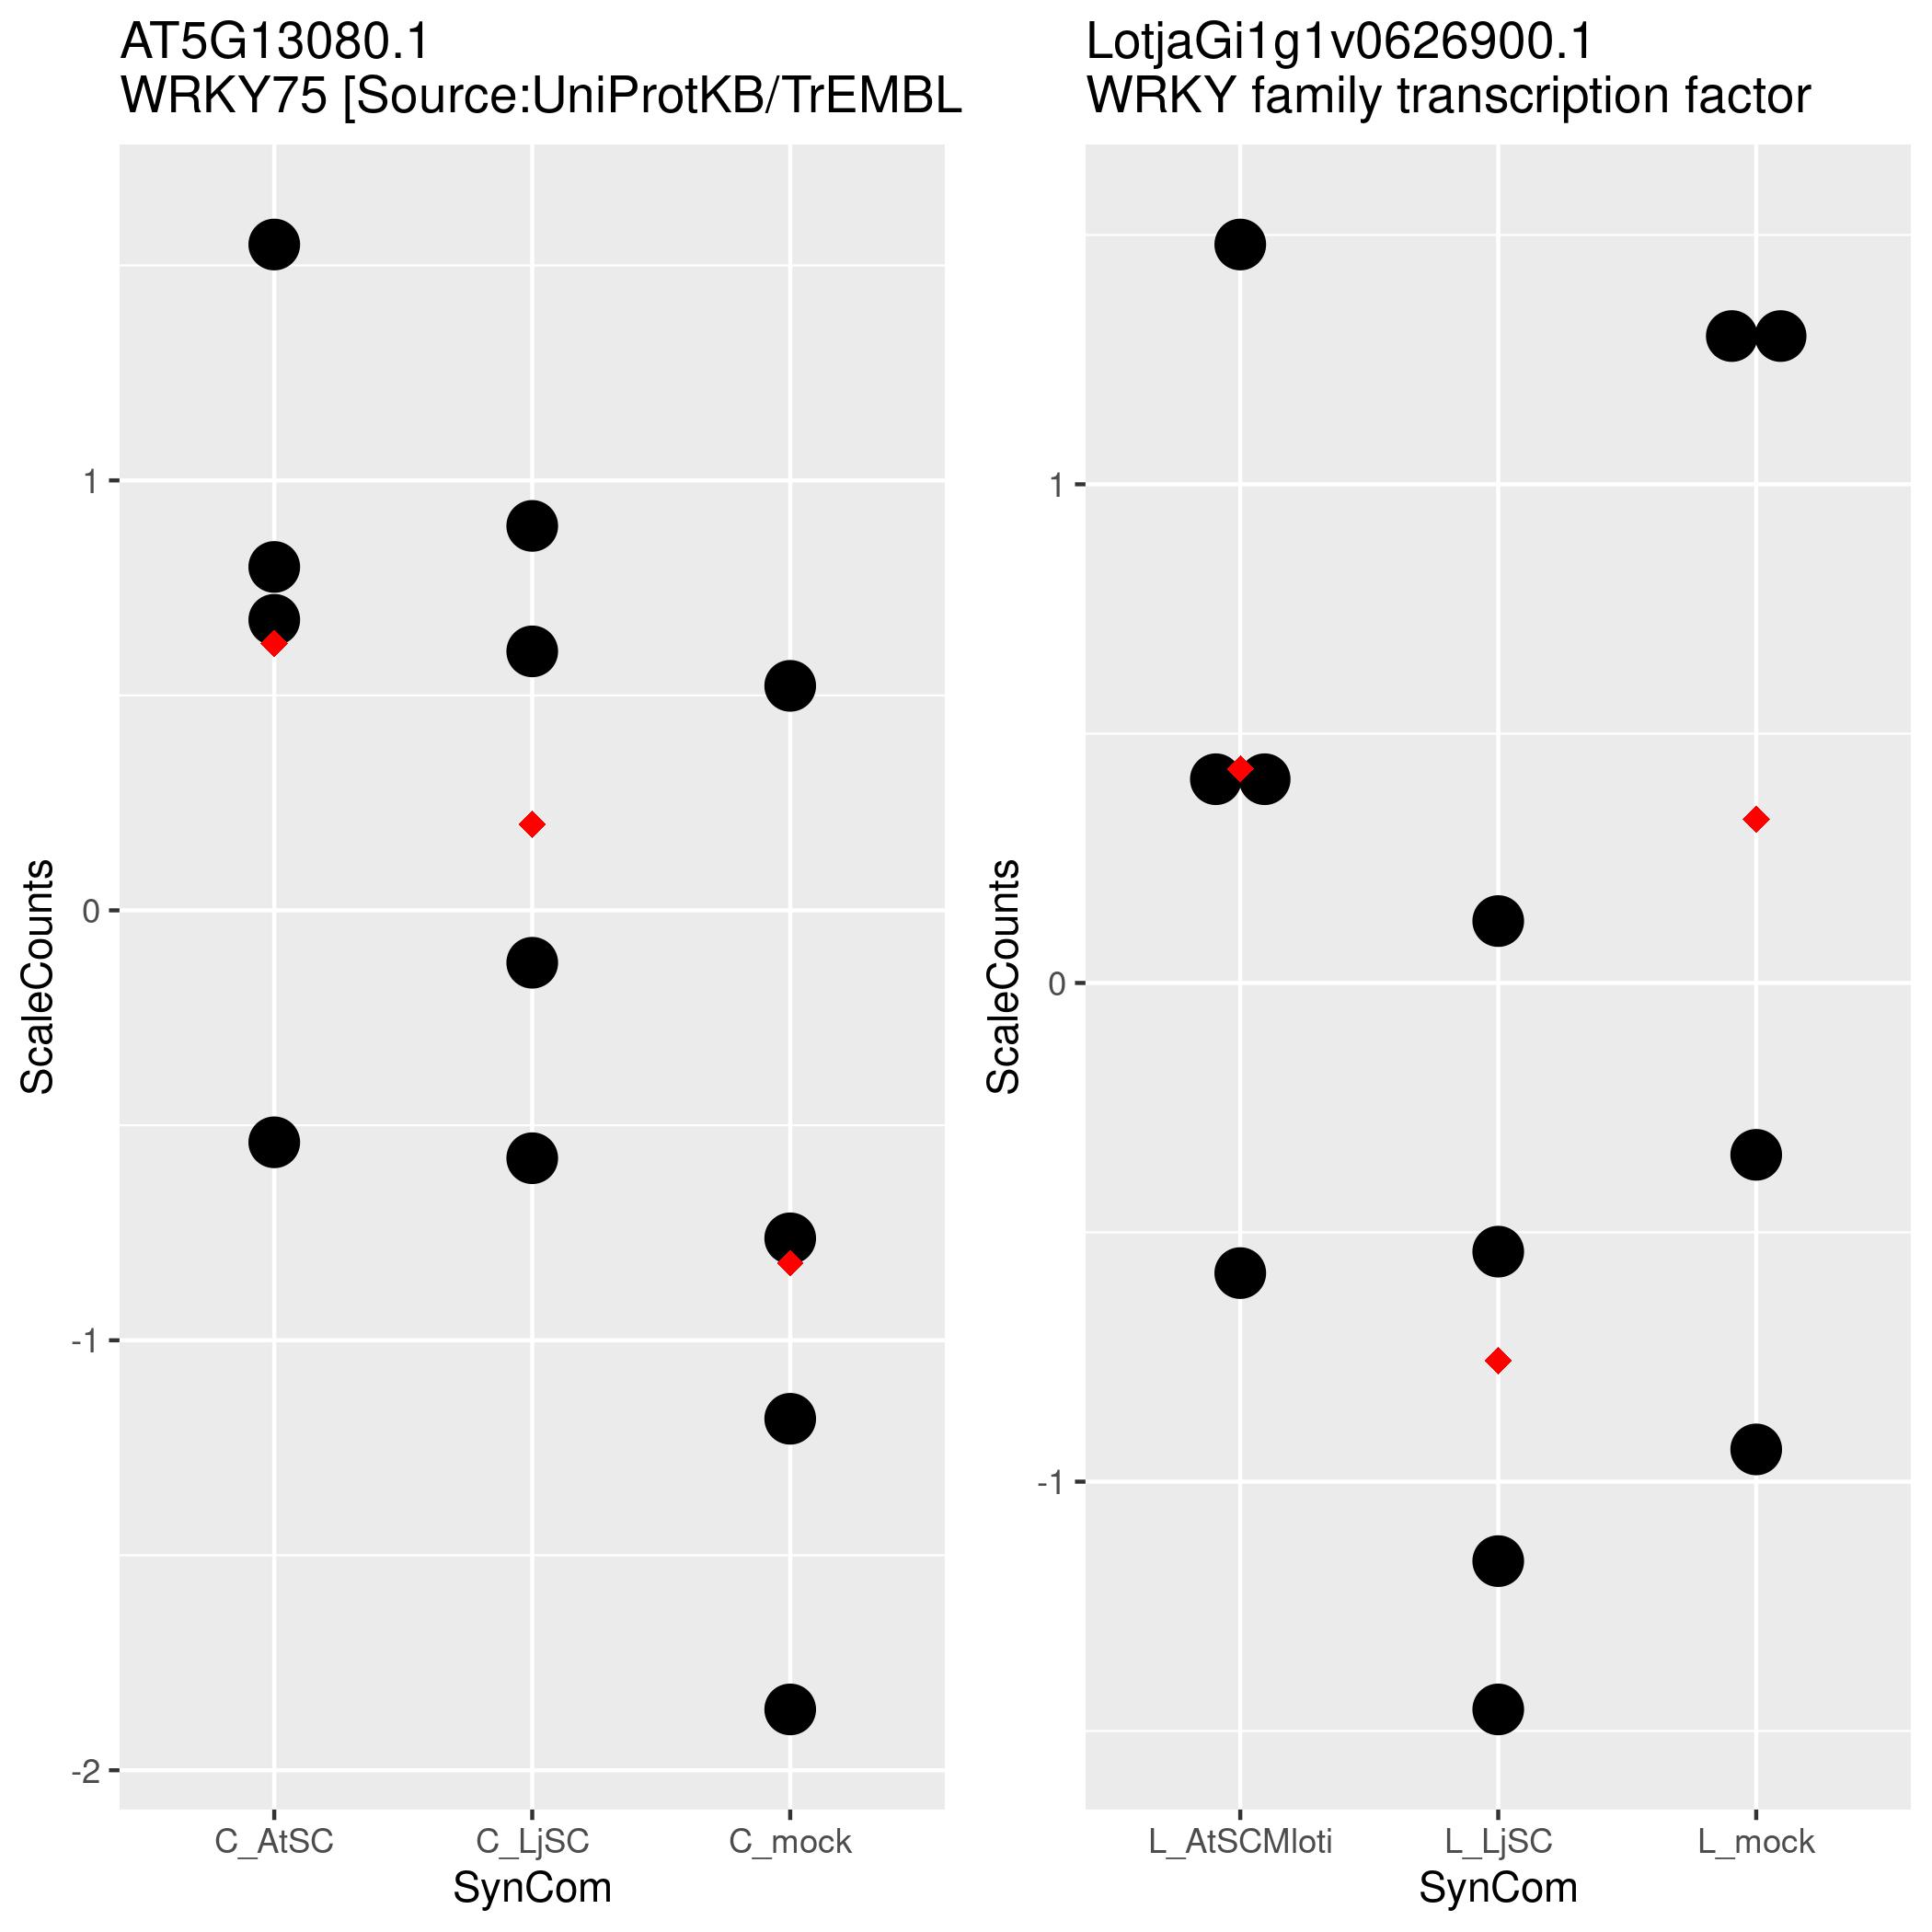 AT5G13080.1
WRKY75 [Source:UniProtKB/TrEMBL
ScaleCounts
1
0
-1
-2
C_AtSC
C_LjSC
C_mock
SynCom
LotjaGi1g1v0626900.1
WRKY family transcription factor
ScaleCounts
1
0
-1
L_AtSCMloti
L_LjSC
L_mock
SynCom